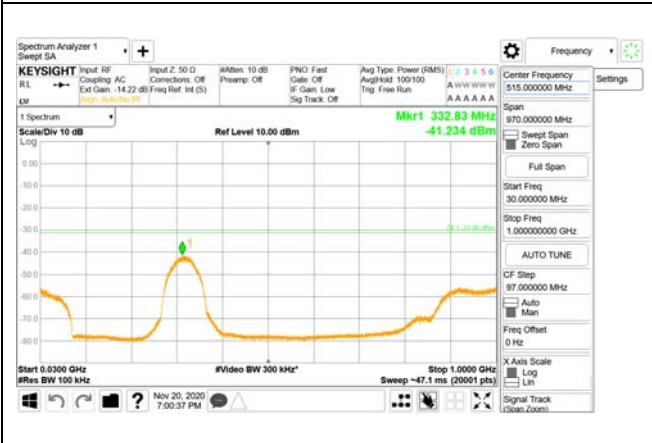 Spectrum Analyzer 1
Swept SA
Frequency
KEYSIGHT
RL
Input: RF
Coupling: AC
Ext Gain: -14.22 dB
Align: Auto/No RF
Input Z: 50 Ω
Corrections: Off
Freq Ref: Int (S)
#Atten: 10 dB
Preamp: Off
PNO: Fast
Gate: Off
IF Gain: Low
Sig Track: Off
Avg Type: Power (RMS)
Avg|Hold: 100/100
Trig: Free Run
1 2 3 4 5 6
A W W W W W
A A A A A A
1 Spectrum
Scale/Div 10 dB
Ref Level 10.00 dBm
Mkr1 332.83 MHz
-41.234 dBm
Log
0.00
-10.0
-20.0
-30.0
-40.0
-50.0
-60.0
-70.0
-80.0
1
Start 0.0300 GHz
#Res BW 100 kHz
#Video BW 300 kHz*
Stop 1.0000 GHz
Sweep ~47.1 ms (20001 pts)
Nov 20, 2020
7:00:37 PM
Center Frequency
515.000000 MHz
Settings
Span
970.000000 MHz
Swept Span
Zero Span
Full Span
Start Freq
30.000000 MHz
Stop Freq
1.000000000 GHz
AUTO TUNE
CF Step
97.000000 MHz
Auto
Man
Freq Offset
0 Hz
X Axis Scale
Log
Lin
Signal Track
(Span Zoom)